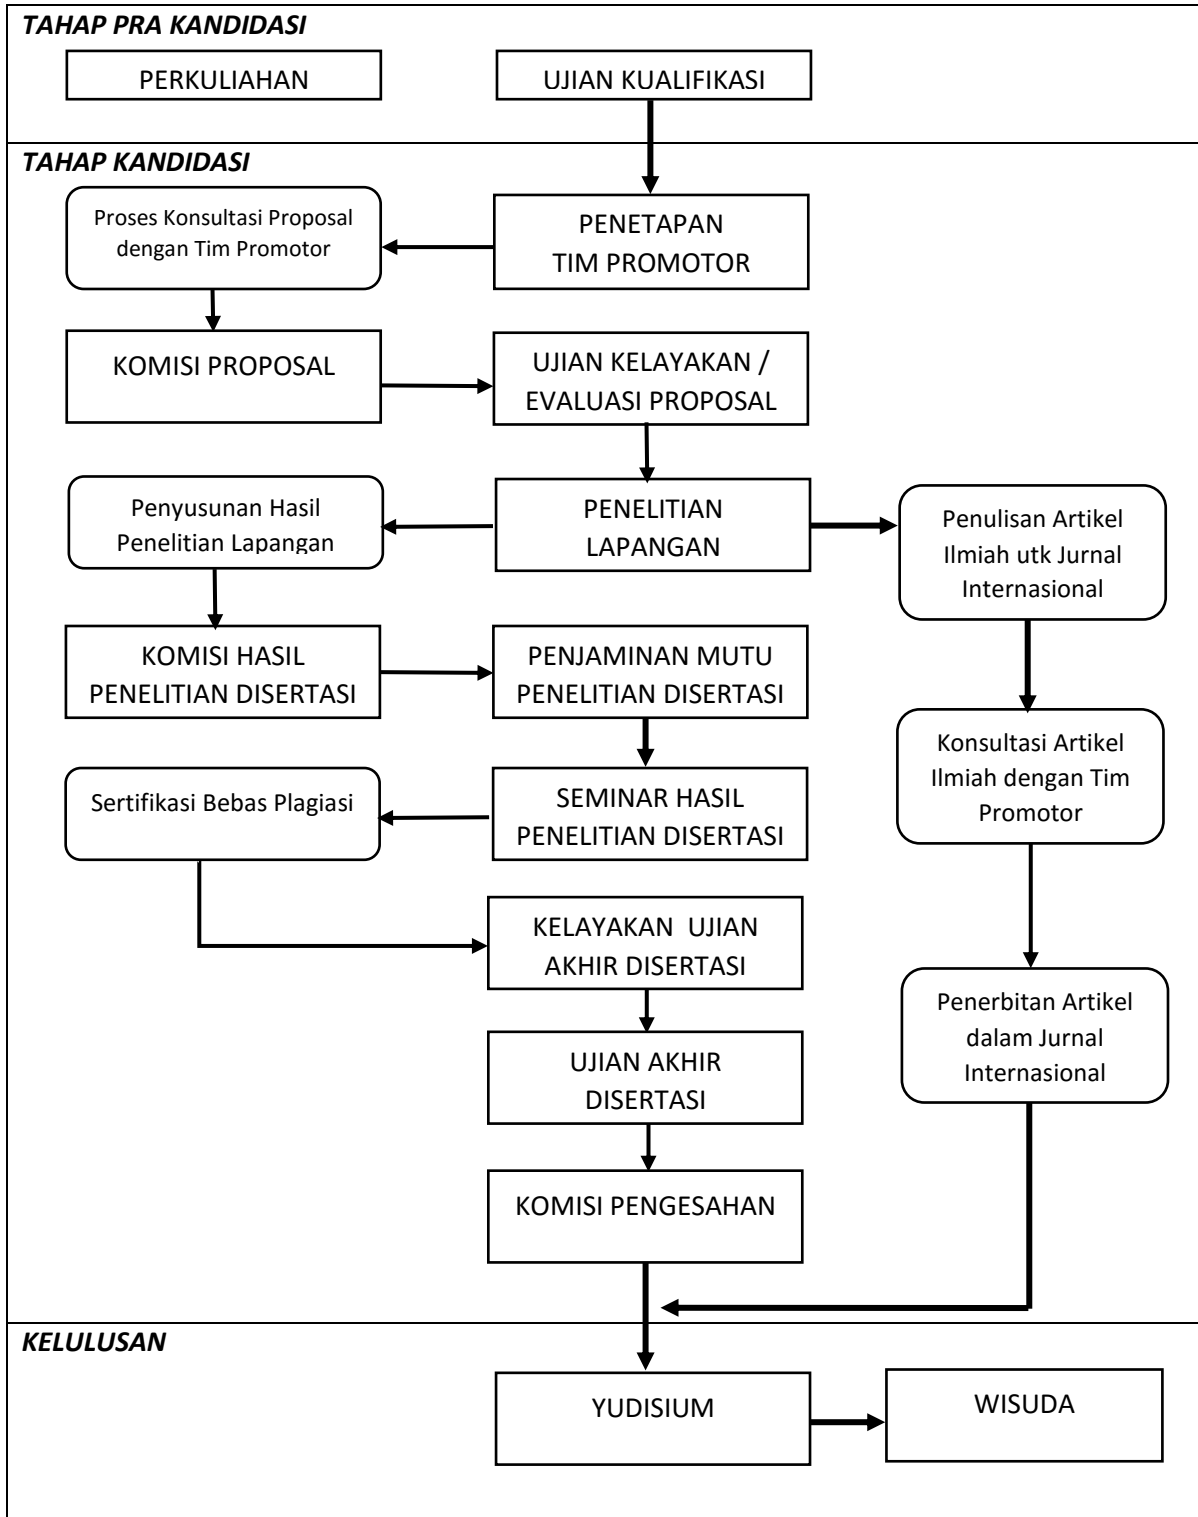 TAHAP PRA KANDIDASI
PERKULIAHAN
UJIAN KUALIFIKASI
TAHAP KANDIDASI
Proses Konsultasi Proposal
dengan Tim Promotor
PENETAPAN
TIM PROMOTOR
KOMISI PROPOSAL
UJIAN KELAYAKAN /
EVALUASI PROPOSAL
Penyusunan Hasil
Penelitian Lapangan
PENELITIAN
LAPANGAN
Penulisan Artikel
Ilmiah utk Jurnal
Internasional
KOMISI HASIL
PENELITIAN DISERTASI
PENJAMINAN MUTU
PENELITIAN DISERTASI
Konsultasi Artikel
Ilmiah dengan Tim
Promotor
Sertifikasi Bebas Plagiasi
SEMINAR HASIL
PENELITIAN DISERTASI
KELAYAKAN  UJIAN
AKHIR DISERTASI
Penerbitan Artikel
dalam Jurnal
Internasional
UJIAN AKHIR
DISERTASI
KOMISI PENGESAHAN
KELULUSAN
YUDISIUM
WISUDA